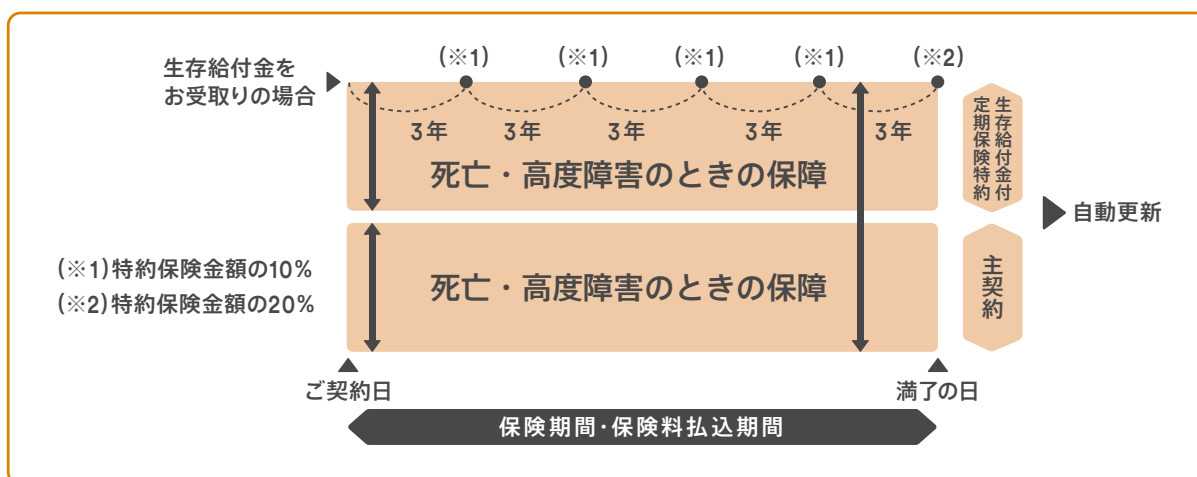 生存給付金を
お受取りの場合
(※1) (※1) (※1) (※1) (※2)
3年 3年 3年 3年 3年
死亡・高度障害のときの保障
生存給付金付
定期保険特約
自動更新
(※1)特約保険金額の10%
(※2)特約保険金額の20%
死亡・高度障害のときの保障
主契約
ご契約日
満了の日
保険期間・保険料払込期間